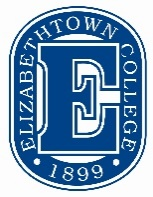 ELIZABETHTOWN COLLEGE
E
• 1899 •